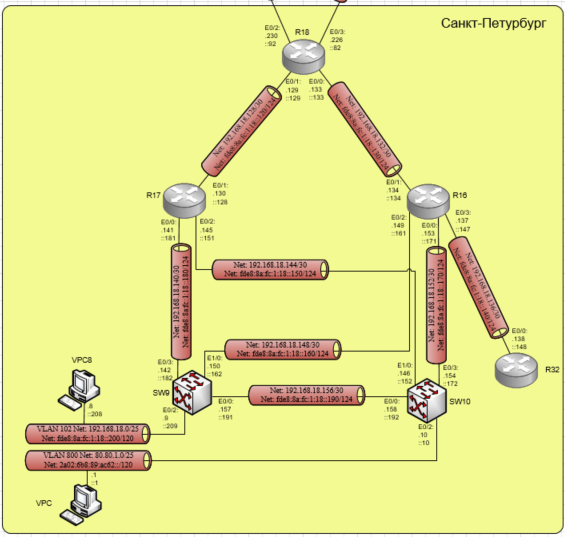 Санкт-Петурбург
E0/2:
.230
::92
E0/3:
.226
::82
R18
E0/1:
.129
::129
E0/0:
.133
::133
Net: 192.168.18.128/30
Net: fde8:8a:fc:1:18::120/124
Net: 192.168.18.132/30
Net: fde8:8a:fc:1:18::130/124
R17
E0/1:
.130
::128
E0/0:
.141
::181
E0/2:
.145
::151
R16
E0/1:
.134
::134
E0/2:
.149
::161
E0/0:
.153
::171
E0/3:
.137
::147
Net: 192.168.18.140/30
Net: fde8:8a:fc:1:18::180/124
Net: 192.168.18.144/30
Net: fde8:8a:fc:1:18::150/124
Net: 192.168.18.152/30
Net: fde8:8a:fc:1:18::170/124
Net: 192.168.18.136/30
Net: fde8:8a:fc:1:18::140/124
Net: 192.168.18.148/30
Net: fde8:8a:fc:1:18::160/124
E0/0:
.138
::148
R32
VPC8
.8
::208
E0/3:
.142
::182
E1/0:
.150
::162
SW9
E0/2:
.9
::209
E0/0:
.157
::191
Net: 192.168.18.156/30
Net: fde8:8a:fc:1:18::190/124
E1/0:
.146
::152
E0/3:
.154
::172
SW10
E0/0:
.158
::192
E0/2:
.10
::10
VLAN 102 Net: 192.168.18.0/25
Net: fde8:8a:fc:1:18::200/120
VLAN 800 Net: 80.80.1.0/25
Net: 2a02:6b8:89:ac62::/120
.1
::1
VPC